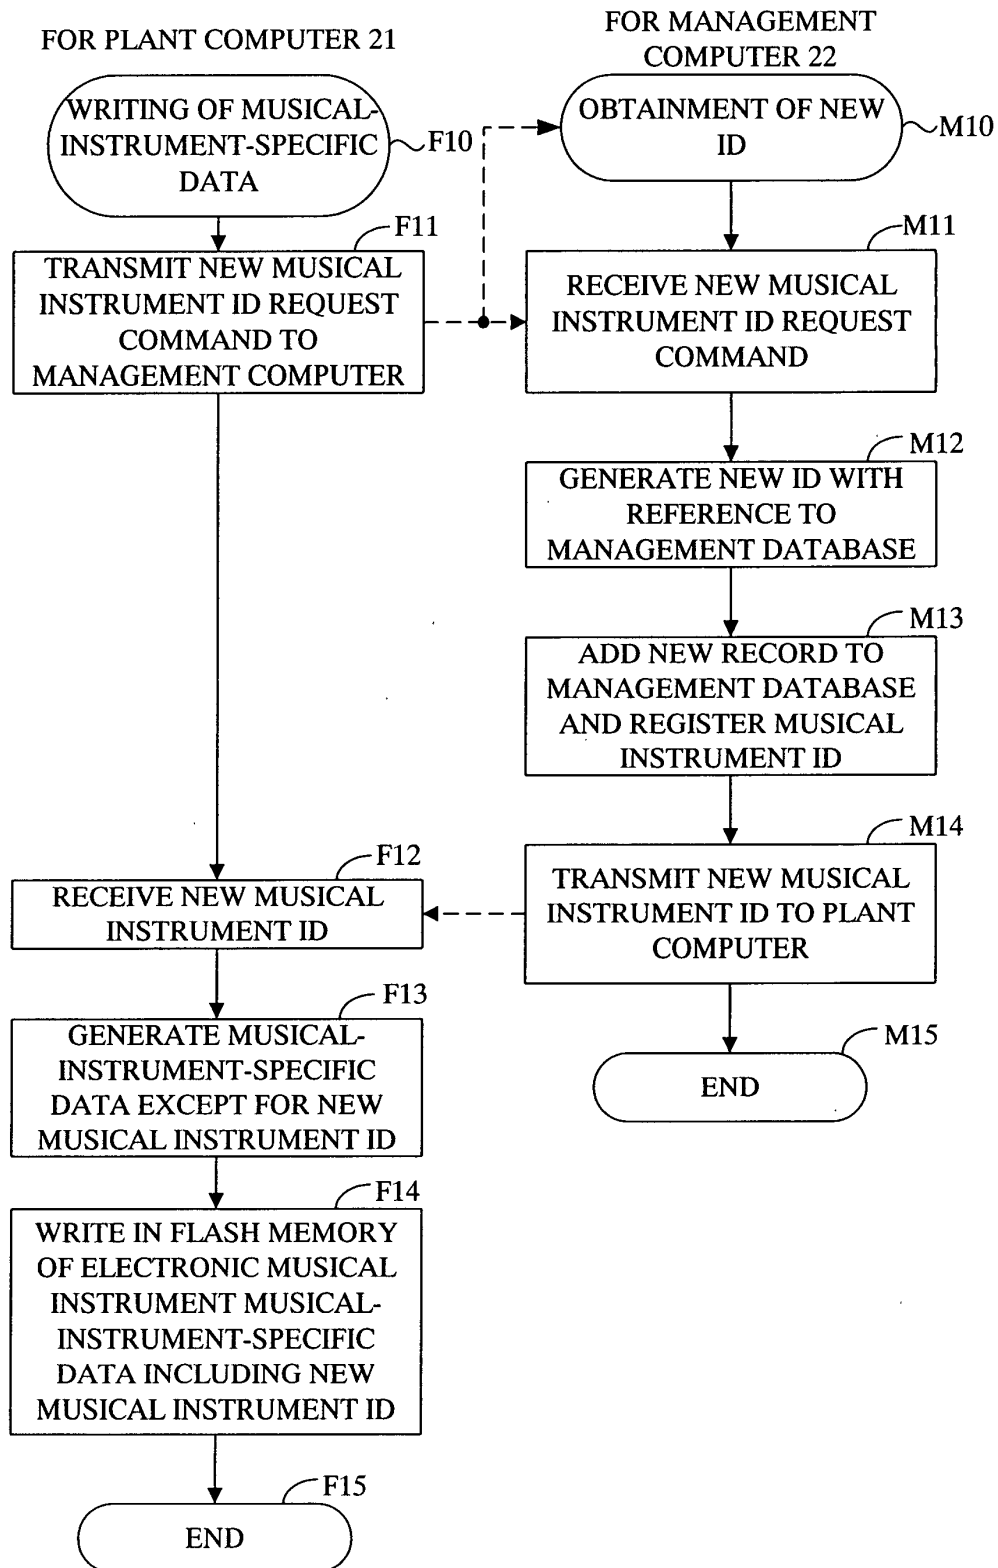 FOR PLANT COMPUTER 21
WRITING OF MUSICAL-
INSTRUMENT-SPECIFIC
DATA
F10
F11
TRANSMIT NEW MUSICAL
INSTRUMENT ID REQUEST
COMMAND TO
MANAGEMENT COMPUTER
F12
RECEIVE NEW MUSICAL
INSTRUMENT ID
F13
GENERATE MUSICAL-
INSTRUMENT-SPECIFIC
DATA EXCEPT FOR NEW
MUSICAL INSTRUMENT ID
F14
WRITE IN FLASH MEMORY
OF ELECTRONIC MUSICAL
INSTRUMENT MUSICAL-
INSTRUMENT-SPECIFIC
DATA INCLUDING NEW
MUSICAL INSTRUMENT ID
F15
END
FOR MANAGEMENT
COMPUTER 22
OBTAINMENT OF NEW
ID
M10
M11
RECEIVE NEW MUSICAL
INSTRUMENT ID REQUEST
COMMAND
M12
GENERATE NEW ID WITH
REFERENCE TO
MANAGEMENT DATABASE
M13
ADD NEW RECORD TO
MANAGEMENT DATABASE
AND REGISTER MUSICAL
INSTRUMENT ID
M14
TRANSMIT NEW MUSICAL
INSTRUMENT ID TO PLANT
COMPUTER
M15
END